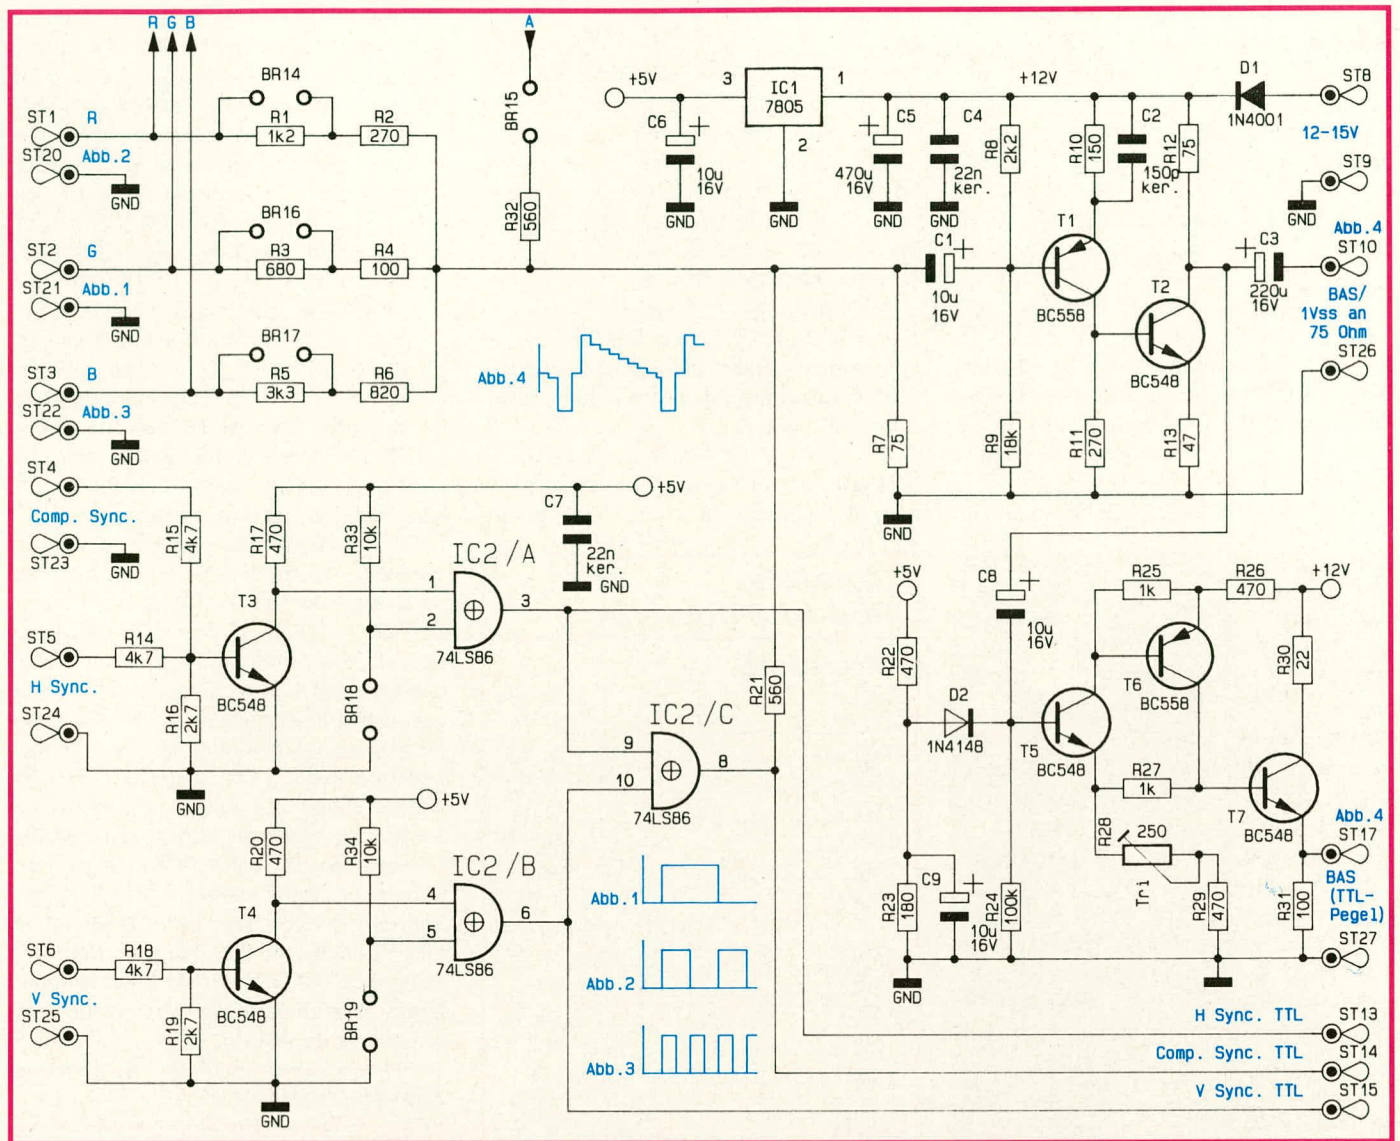 R G B
A
BR14
ST1
R
R1
1k2
R2
270
ST20
Abb.2
GND
BR15
R32
560
BR16
ST2
G
R3
680
R4
100
ST21
Abb.1
GND
BR17
ST3
B
R5
3k3
R6
820
ST22
Abb.3
GND
Abb.4
+5V
3
IC1
7805
1
2
+12V
D1
1N4001
ST8
12-15V
ST9
GND
C6
+
10u
16V
GND
GND
C5
+
470u
16V
GND
C4
22n
ker.
GND
R8
2k2
R10
150
C2
150p
ker.
R12
75
T1
BC558
C1
+
10u
16V
T2
BC548
C3
+
220u
16V
Abb.4
ST10
BAS/
1Vss an
75 Ohm
ST26
R7
75
R9
18k
R11
270
R13
47
GND
ST4
Comp. Sync.
ST23
GND
R15
4k7
R17
470
R33
10k
C7
22n
ker.
GND
+5V
IC2/A
1
2
3
74LS86
T3
BC548
ST5
R14
4k7
H Sync.
R16
2k7
ST24
GND
BR18
R21
560
IC2/C
9
10
8
74LS86
+5V
R20
470
R34
10k
IC2/B
4
5
6
74LS86
T4
BC548
ST6
R18
4k7
V Sync.
ST25
R19
2k7
BR19
GND
Abb.1
Abb.2
Abb.3
+5V
R22
470
C8
+
10u
16V
D2
1N4148
T5
BC548
R25
1k
R26
470
+12V
T6
BC558
R30
22
R27
1k
T7
BC548
R28
250
Tri
R29
470
R31
100
R23
180
C9
+
10u
16V
R24
100k
GND
Abb.4
ST17
BAS
(TTL-
Pegel)
ST27
H Sync. TTL
ST13
Comp. Sync. TTL
ST14
V Sync. TTL
ST15